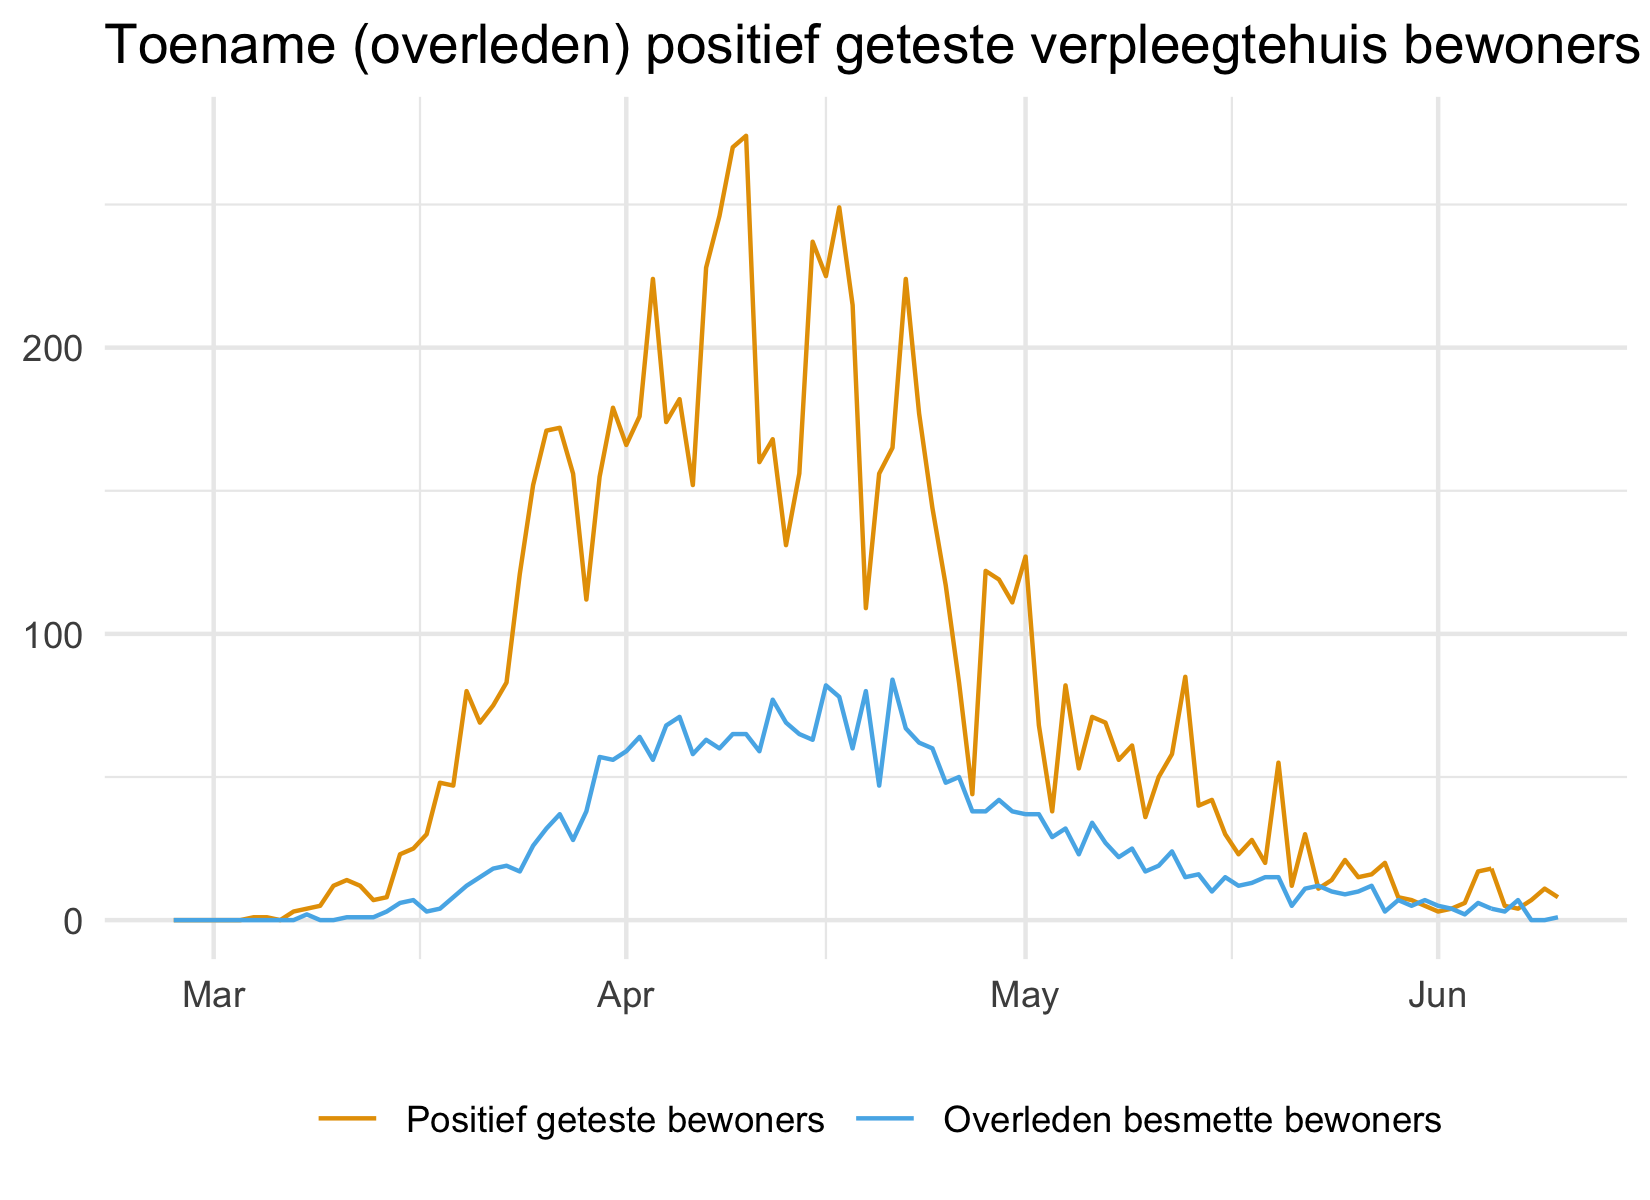 Toename (overleden) positief geteste verpleegtehuis bewoners
200
100
0
Mar Apr May Jun
Positief geteste bewoners Overleden besmette bewoners